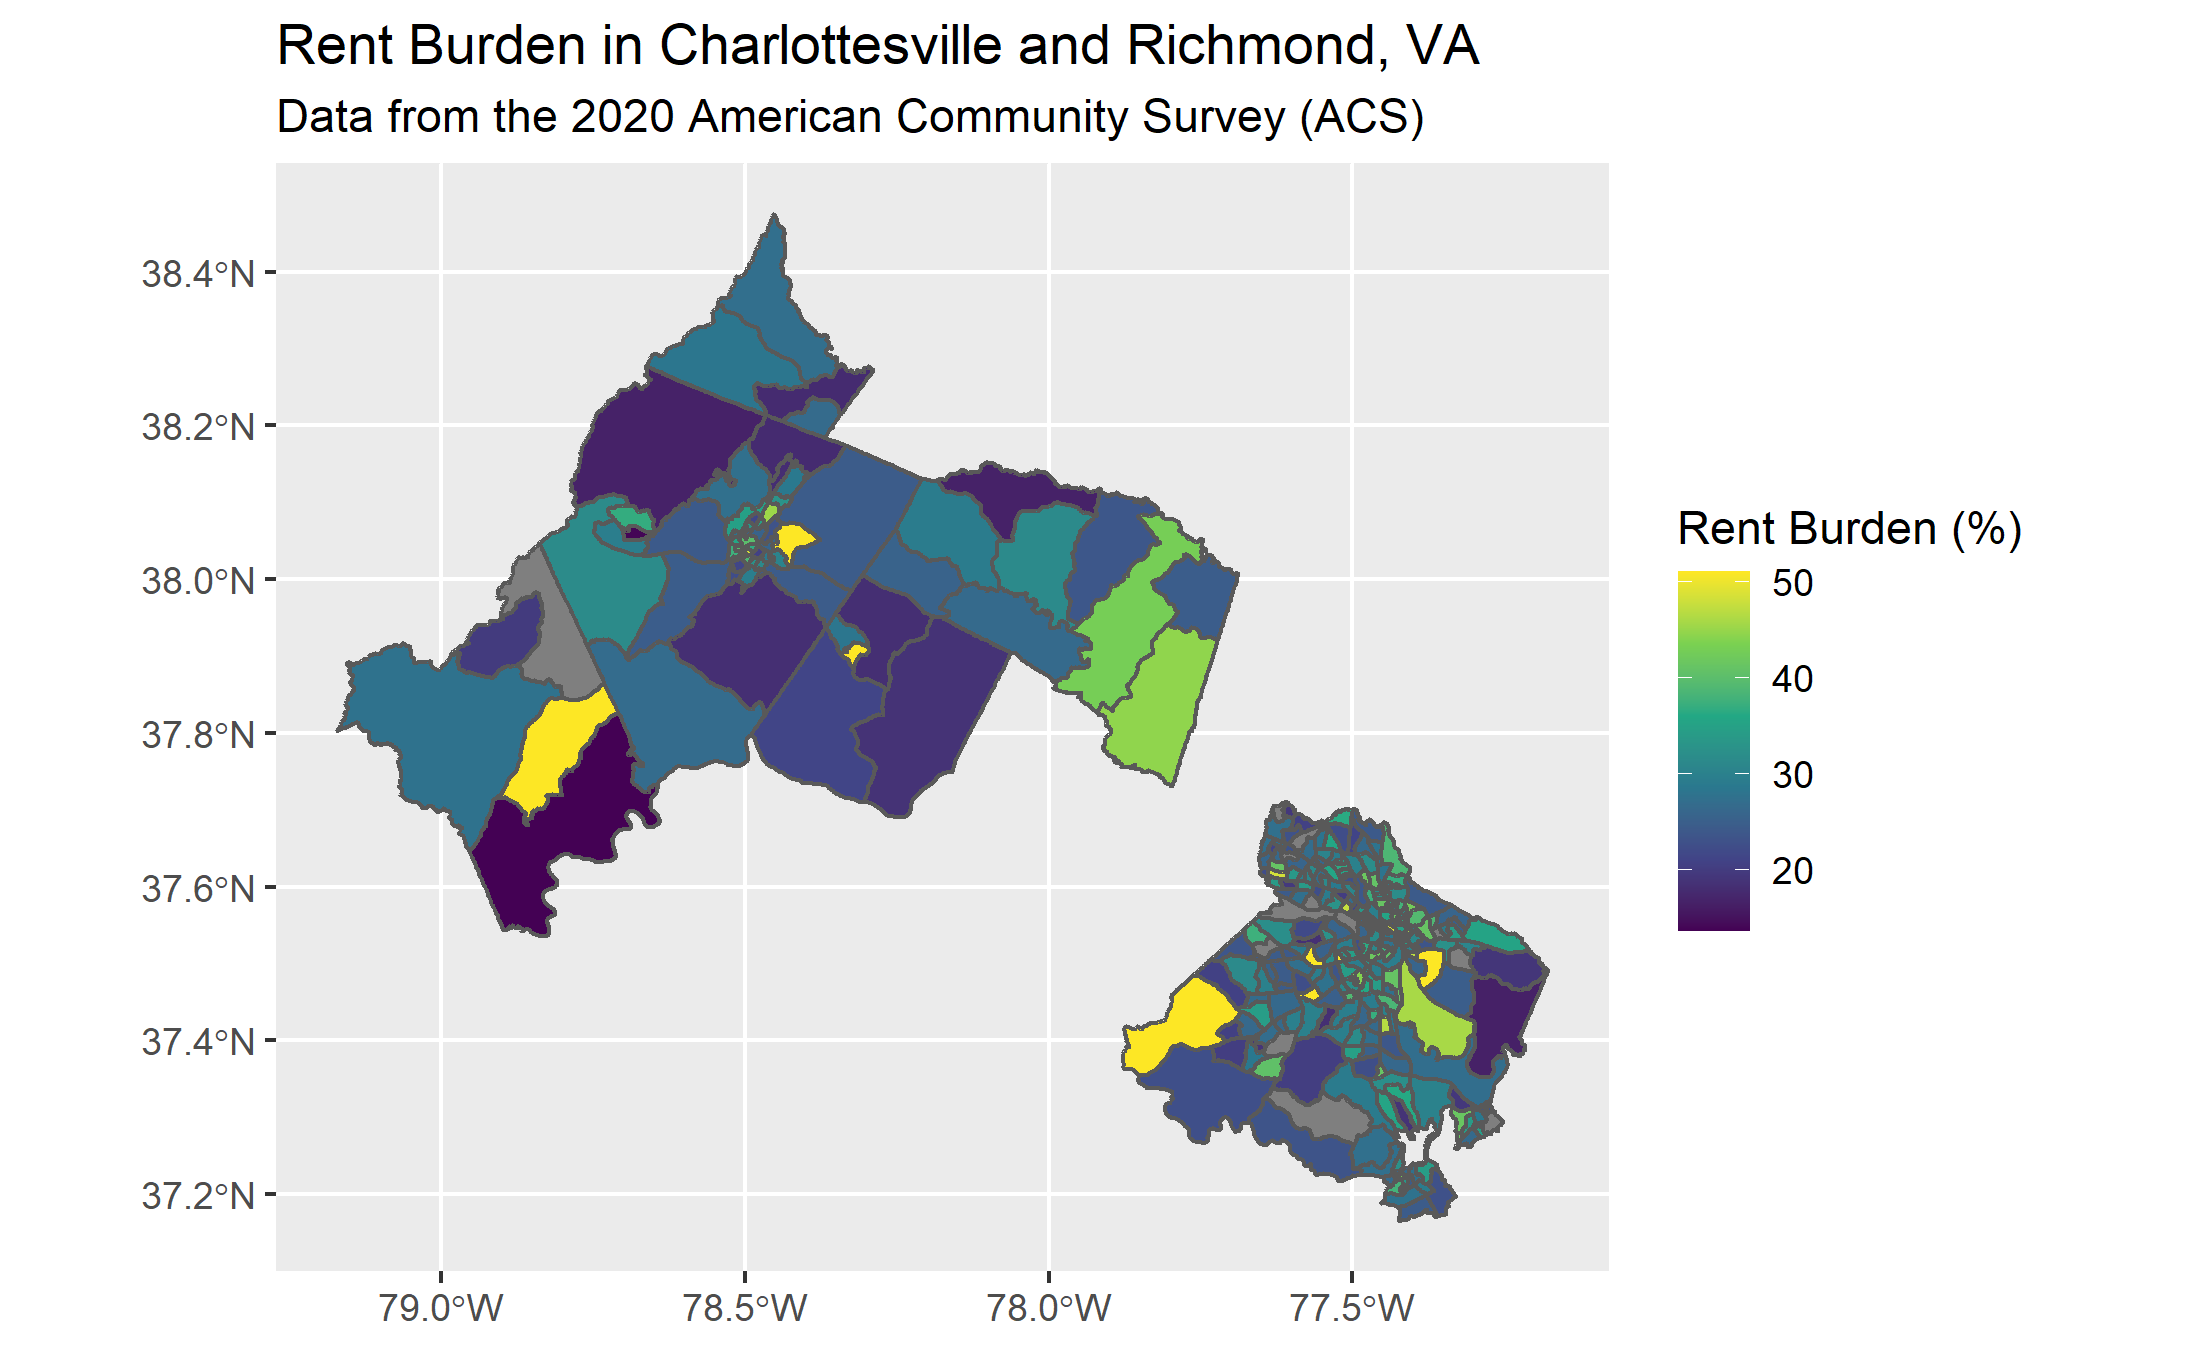 Rent Burden in Charlottesville and Richmond, VA
Data from the 2020 American Community Survey (ACS)
38.4°N
38.2°N
38.0°N
37.8°N
37.6°N
37.4°N
37.2°N
79.0°W
78.5°W
78.0°W
77.5°W
Rent Burden (%)
50
40
30
20